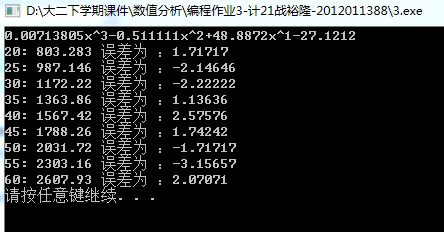 D:\大二下学期课件\数值分析\编程作业3-计21战裕隆-2012011388\3.exe
0.00713805x^3-0.511111x^2+48.8872x^1-27.1212
20: 803.283 误差为 : 1.71717
25: 987.146 误差为 : -2.14646
30: 1172.22 误差为 : -2.22222
35: 1363.86 误差为 : 1.13636
40: 1567.42 误差为 : 2.57576
45: 1788.26 误差为 : 1.74242
50: 2031.72 误差为 : -1.71717
55: 2303.16 误差为 : -3.15657
60: 2607.93 误差为 : 2.07071
请按任意键继续. . .